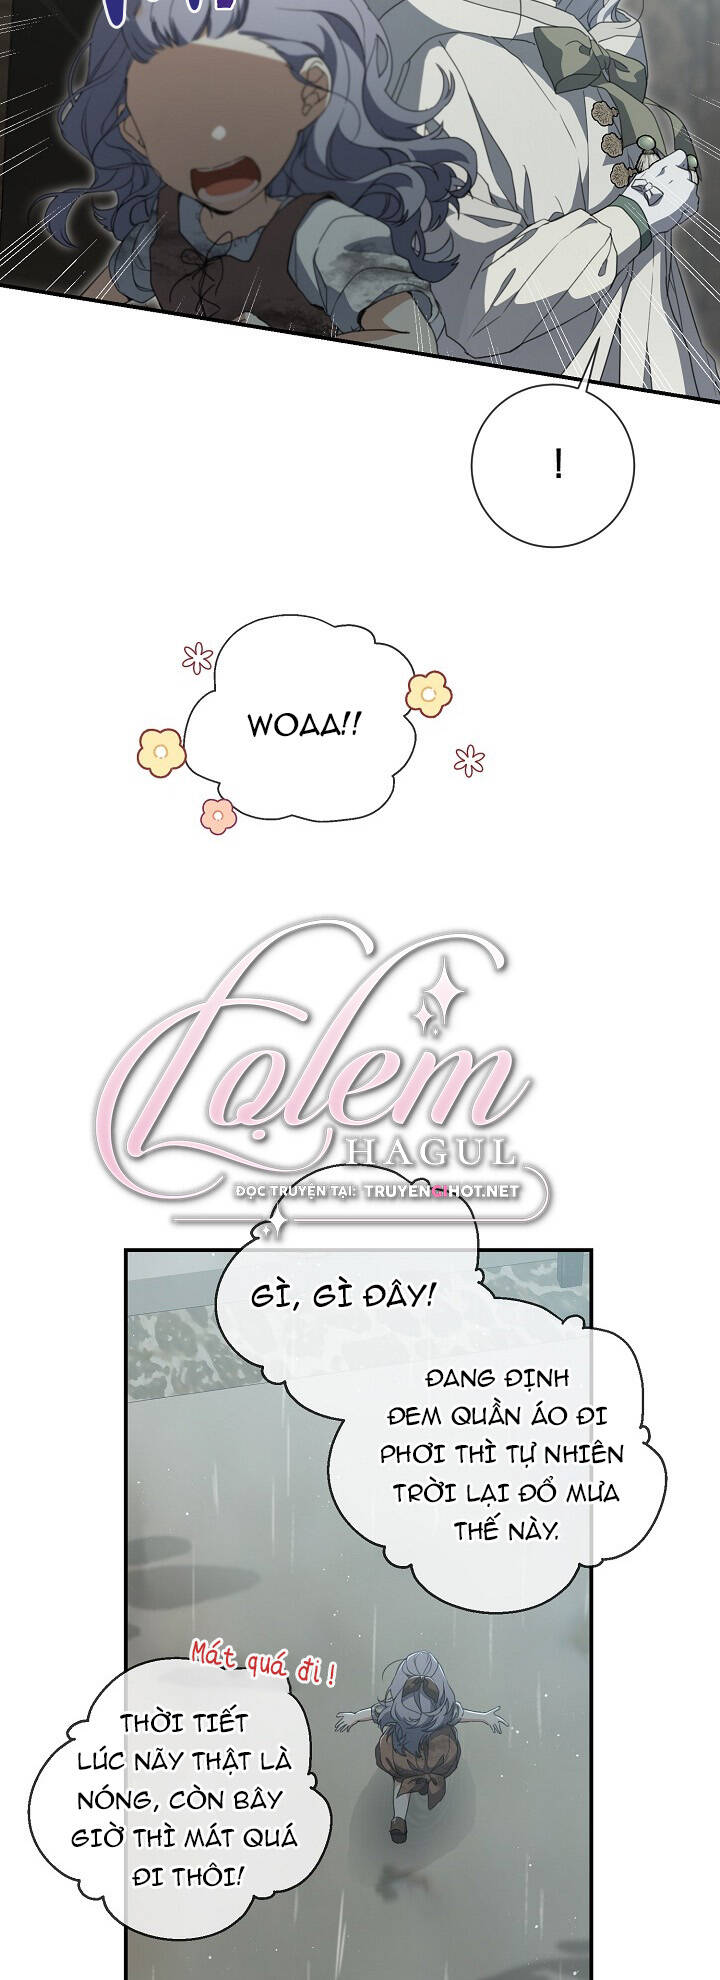 !
WOAA!!
Lọlem
HAGUL
ĐỌC TRUYỆN TẠI: TRUYENGIHOT.NET
GÌ, GÌ ĐÂY!
ĐANG ĐỊNH
ĐEM QUẦN ÁO ĐI
PHƠI THÌ TỰ NHIÊN
TRỜI LẠI ĐỔ MƯA
THẾ NÀY.
Mát quá đi!
THỜI TIẾT
LÚC NÃY THẬT LÀ
NÓNG, CÒN BÂY
GIỜ THÌ MÁT QUÁ
ĐI THÔI!